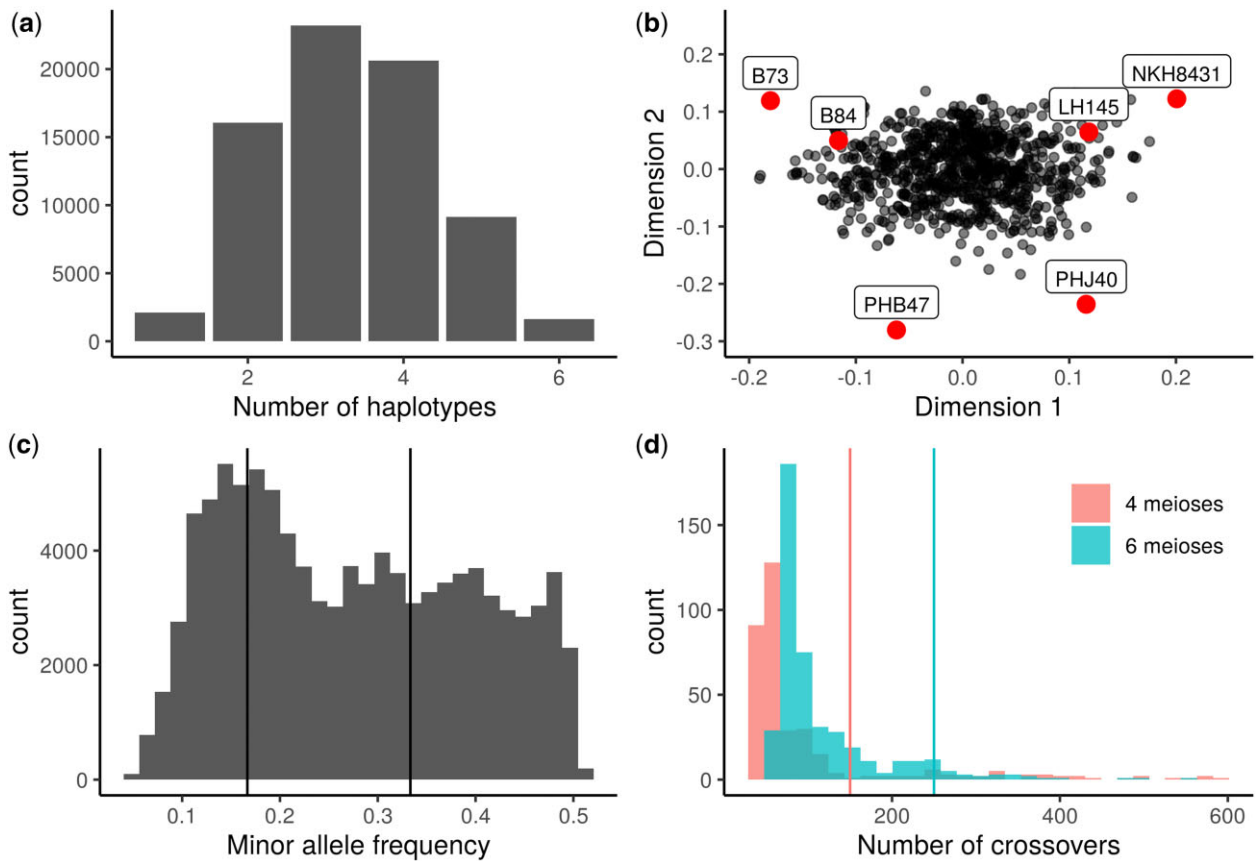 (a)
count
20000
15000
10000
5000
0
2 4 6
Number of haplotypes
(b)
Dimension 2
0.2
0.1
0.0
-0.1
-0.2
-0.3
B73
B84
LH145
NKH8431
PHB47
PHJ40
-0.2 -0.1 0.0 0.1 0.2
Dimension 1
(c)
count
4000
2000
0
0.1 0.2 0.3 0.4 0.5
Minor allele frequency
(d)
count
150
100
50
0
4 meioses
6 meioses
200 400 600
Number of crossovers